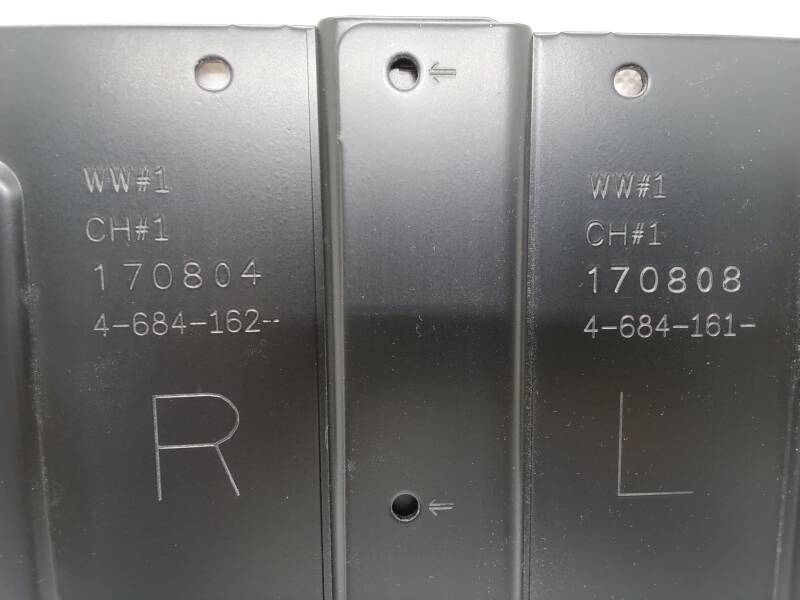 WW#1
CH#1
170804
4-684-162-
R
⇐
⇐
WW#1
CH#1
170808
4-684-161-
L